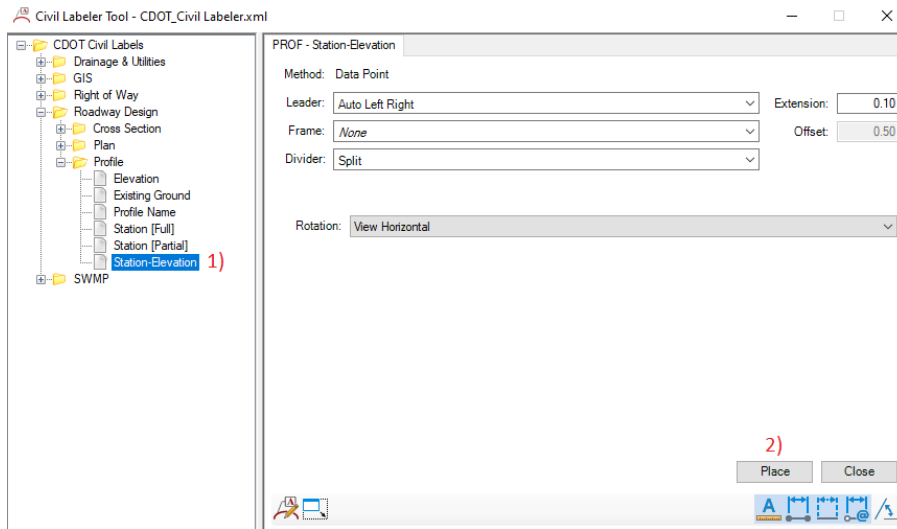 Civil Labeler Tool - CDOT_Civil Labeler.xml
CDOT Civil Labels
Drainage & Utilities
GIS
Right of Way
Roadway Design
Cross Section
Plan
Profile
Elevation
Existing Ground
Profile Name
Station [Full]
Station [Partial]
Station-Elevation 1)
SWMP
PROF - Station-Elevation
Method: Data Point
Leader: Auto Left Right Extension: 0.10
Frame: None Offset: 0.50
Divider: Split
Rotation: View Horizontal
2)
Place Close